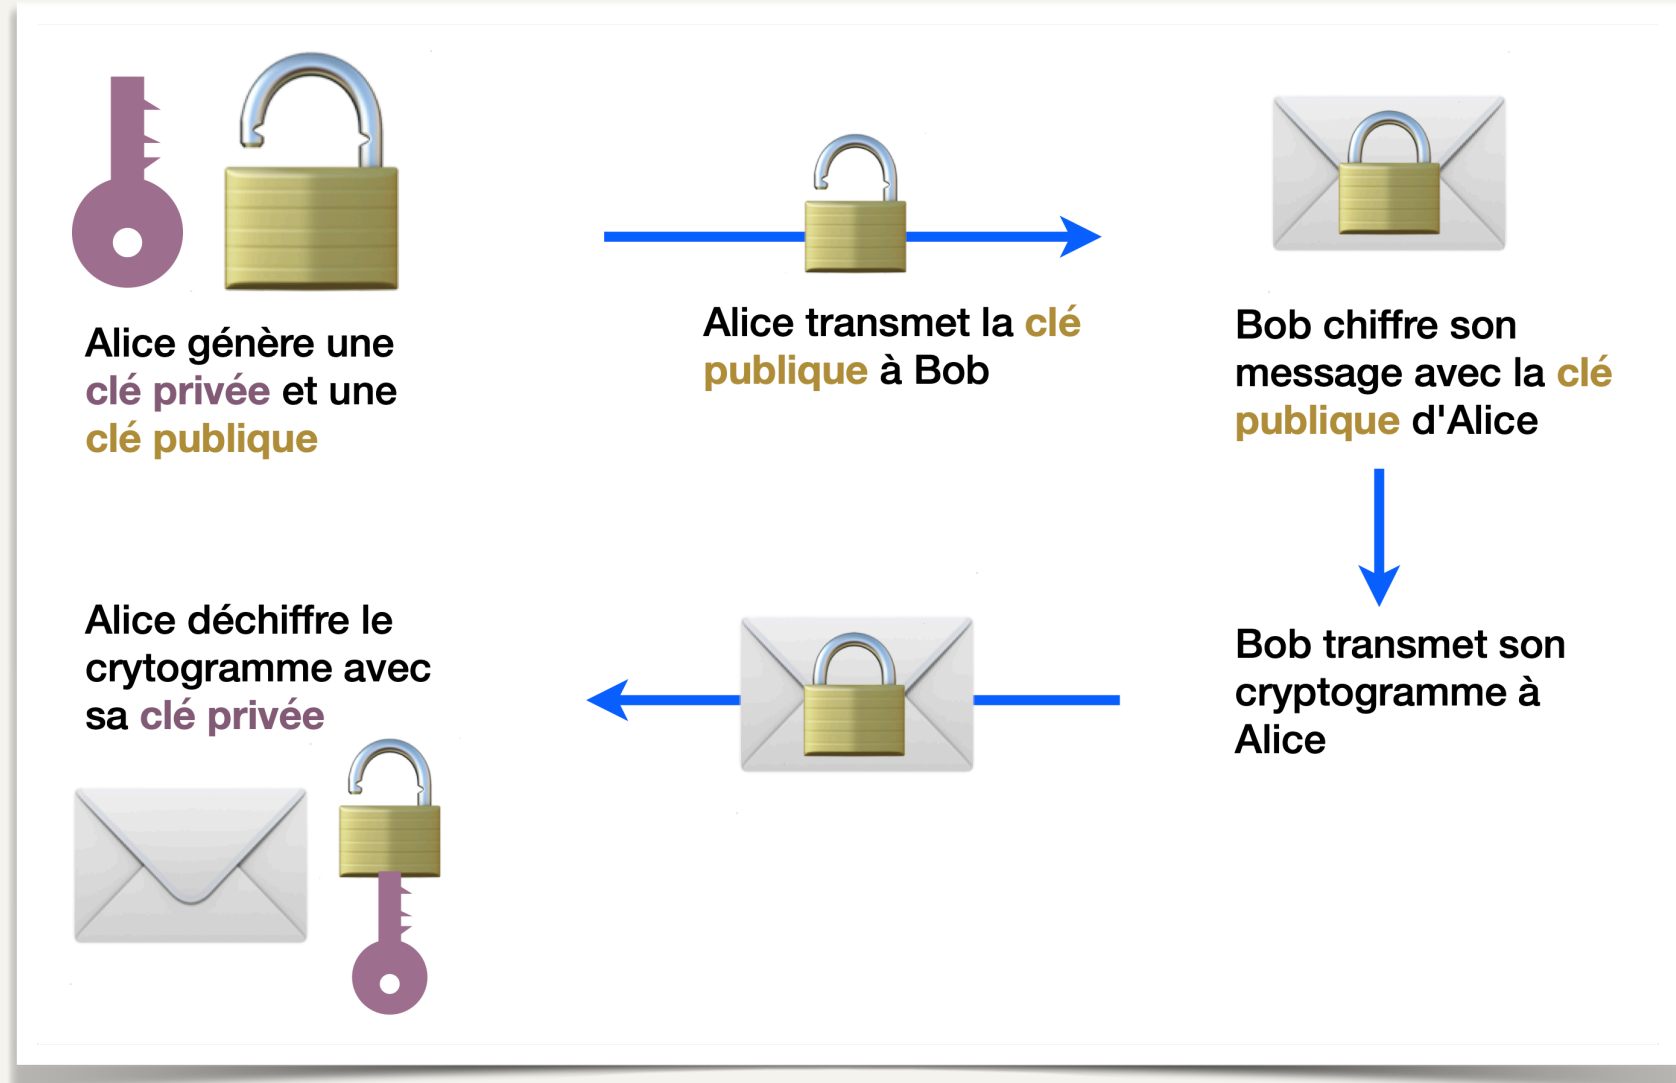 Alice génère une
clé privée et une
clé publique
Alice transmet la clé
publique à Bob
Bob chiffre son
message avec la clé
publique d'Alice
Bob transmet son
cryptogramme à
Alice
Alice déchiffre le
crytogramme avec
sa clé privée